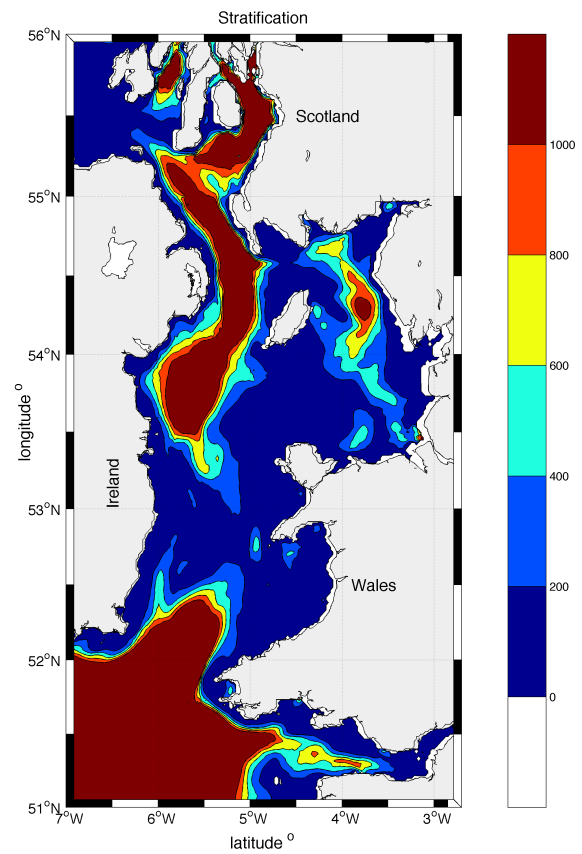 Stratification
56°N
Scotland
1000
55°N
800
54°N
600
longitude °
Ireland
400
53°N
Wales
200
52°N
0
51°N
7°W 6°W 5°W 4°W 3°W
latitude °